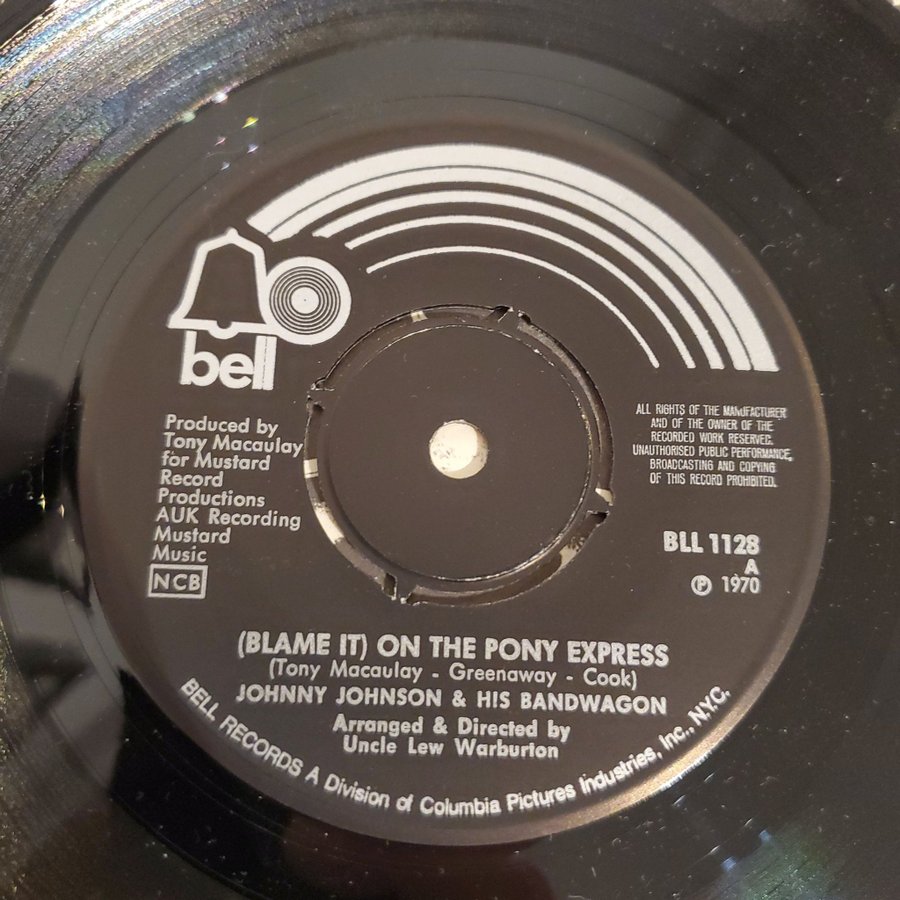 bell
Produced by
Tony Macaulay
for Mustard
Record
Productions
AUK Recording
Mustard
Music
NCB
ALL RIGHTS OF THE MANUFACTURER
AND OF THE OWNER OF THE
RECORDED WORK RESERVED.
UNAUTHORISED PUBLIC PERFORMANCE,
BROADCASTING AND COPYING
OF THIS RECORD PROHIBITED.
BLL 1128
A
Ⓟ 1970
(BLAME IT) ON THE PONY EXPRESS
(Tony Macaulay - Greenaway - Cook)
JOHNNY JOHNSON & HIS BANDWAGON
Arranged & Directed by
Uncle Lew Warburton
BELL RECORDS A Division of Columbia Pictures Industries, Inc., N.Y.C.